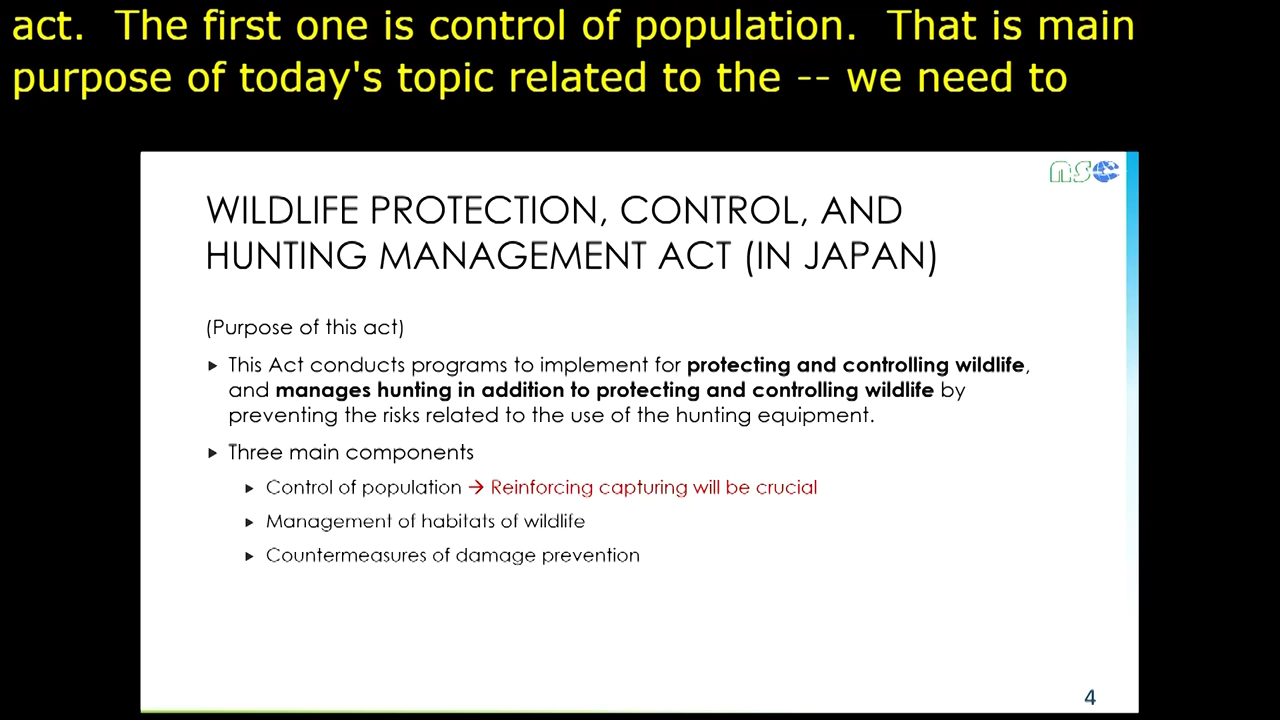 act.  The first one is control of population.  That is main
purpose of today's topic related to the -- we need to
nsc
WILDLIFE PROTECTION, CONTROL, AND
HUNTING MANAGEMENT ACT (IN JAPAN)
(Purpose of this act)
This Act conducts programs to implement for protecting and controlling wildlife,
and manages hunting in addition to protecting and controlling wildlife by
preventing the risks related to the use of the hunting equipment.
Three main components
Control of population → Reinforcing capturing will be crucial
Management of habitats of wildlife
Countermeasures of damage prevention
4